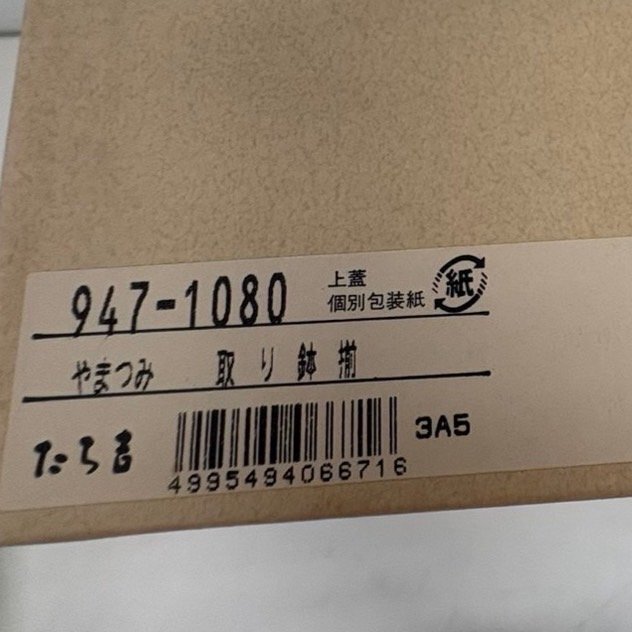 947-1080
上蓋
個別包装紙
紙
やまつみ 取り鉢揃
たち吉
4995494066716
3A5